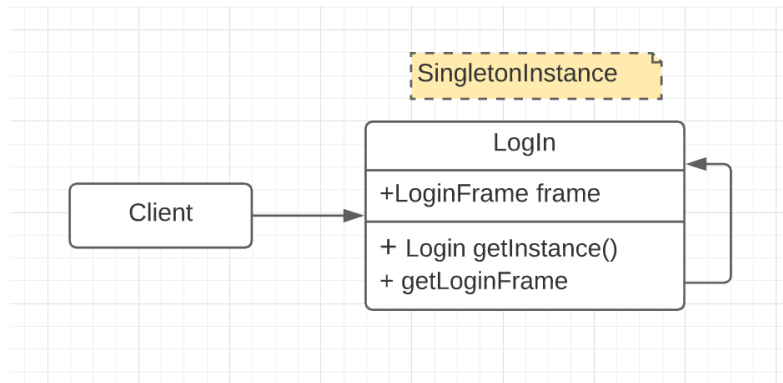 SingletonInstance
LogIn
+LoginFrame frame
Client
+ Login getInstance()
+ getLoginFrame